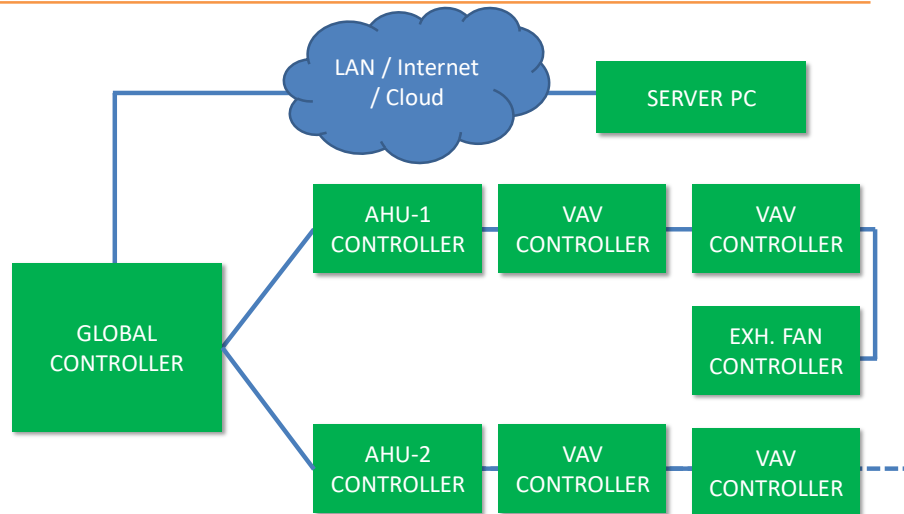 LAN / Internet
/ Cloud
SERVER PC
AHU-1
CONTROLLER
VAV
CONTROLLER
VAV
CONTROLLER
GLOBAL
CONTROLLER
EXH. FAN
CONTROLLER
AHU-2
CONTROLLER
VAV
CONTROLLER
VAV
CONTROLLER